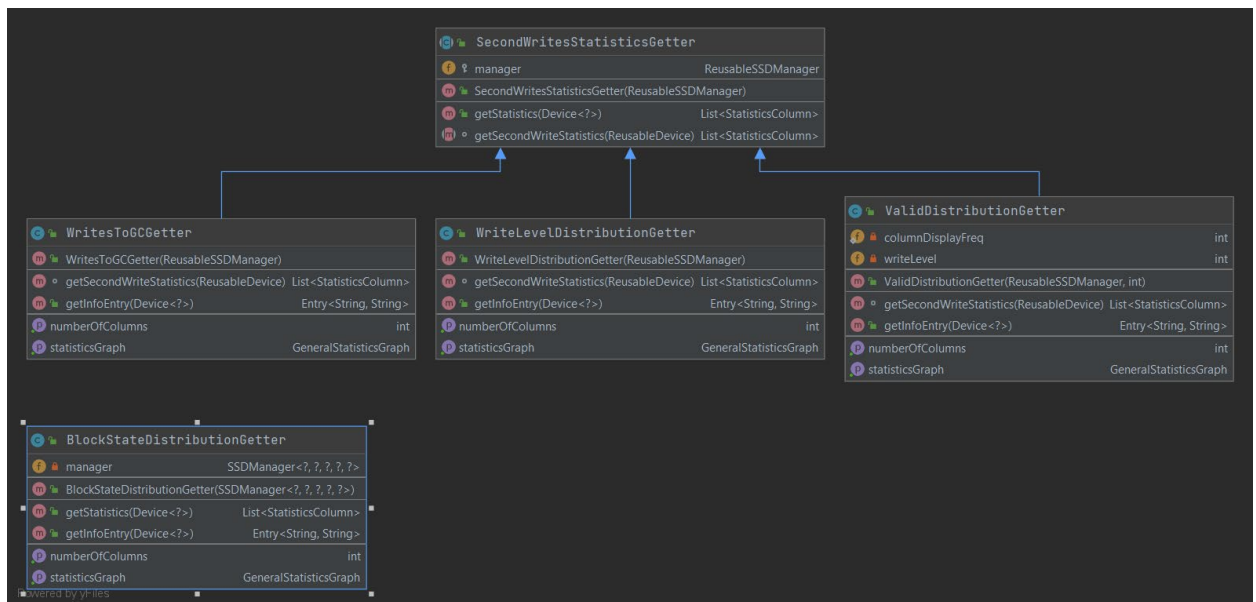 SecondWritesStatisticsGetter
manager ReusableSSDManager
SecondWritesStatisticsGetter(ReusableSSDManager)
getStatistics(Device<?>) List<StatisticsColumn>
getSecondWriteStatistics(ReusableDevice) List<StatisticsColumn>
WritesToGCGetter
WritesToGCGetter(ReusableSSDManager)
getSecondWriteStatistics(ReusableDevice) List<StatisticsColumn>
getInfoEntry(Device<?>) Entry<String, String>
numberOfColumns int
statisticsGraph GeneralStatisticsGraph
WriteLevelDistributionGetter
WriteLevelDistributionGetter(ReusableSSDManager)
getSecondWriteStatistics(ReusableDevice) List<StatisticsColumn>
getInfoEntry(Device<?>) Entry<String, String>
numberOfColumns int
statisticsGraph GeneralStatisticsGraph
ValidDistributionGetter
columnDisplayFreq int
writeLevel int
ValidDistributionGetter(ReusableSSDManager, int)
getSecondWriteStatistics(ReusableDevice) List<StatisticsColumn>
getInfoEntry(Device<?>) Entry<String, String>
numberOfColumns int
statisticsGraph GeneralStatisticsGraph
BlockStateDistributionGetter
manager SSDManager<?, ?, ?, ?, ?>
BlockStateDistributionGetter(SSDManager<?, ?, ?, ?, ?>)
getStatistics(Device<?>) List<StatisticsColumn>
getInfoEntry(Device<?>) Entry<String, String>
numberOfColumns int
statisticsGraph GeneralStatisticsGraph
Powered by yFiles